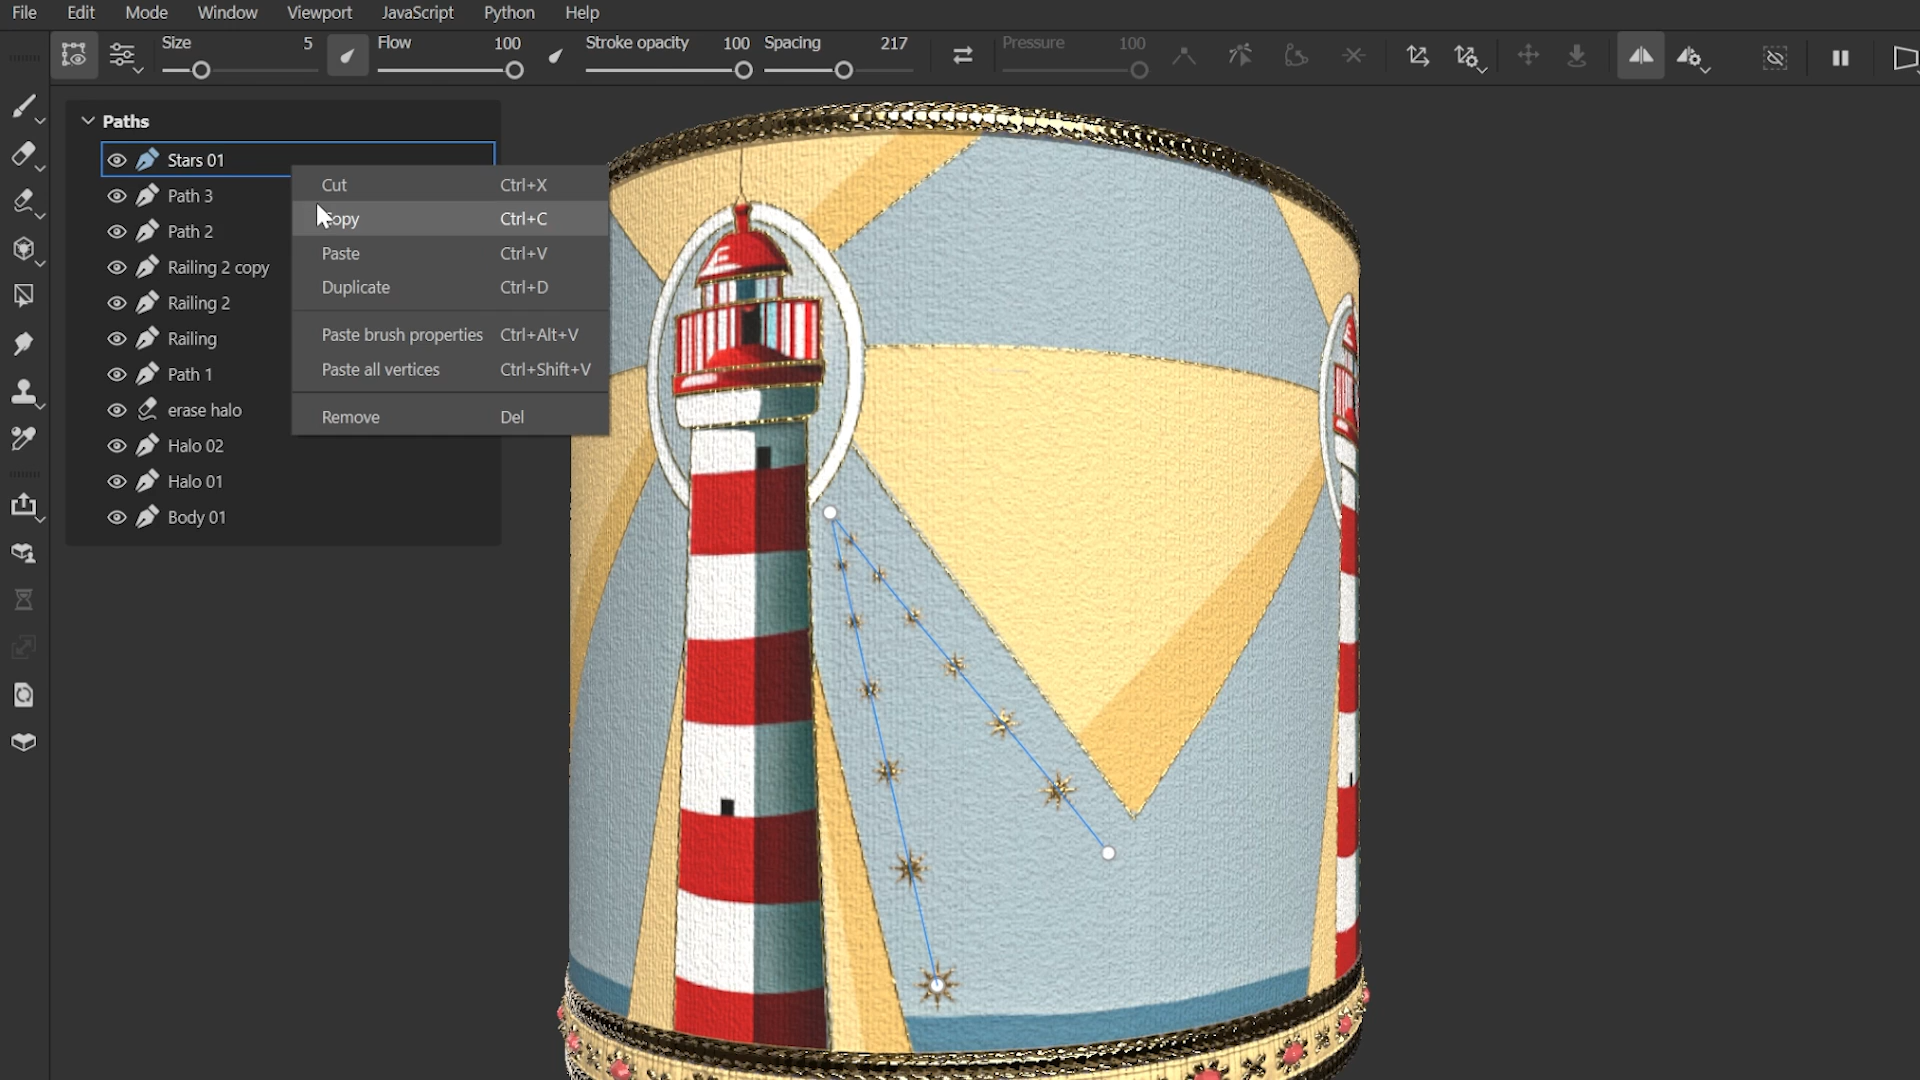 File Edit Mode Window Viewport JavaScript Python Help
Size 5 Flow 100 Stroke opacity 100 Spacing 217 Pressure 100
Paths
Stars 01
Path 3
Path 2
Railing 2 copy
Railing 2
Railing
Path 1
erase halo
Halo 02
Halo 01
Body 01
Cut Ctrl+X
Copy Ctrl+C
Paste Ctrl+V
Duplicate Ctrl+D
Paste brush properties Ctrl+Alt+V
Paste all vertices Ctrl+Shift+V
Remove Del